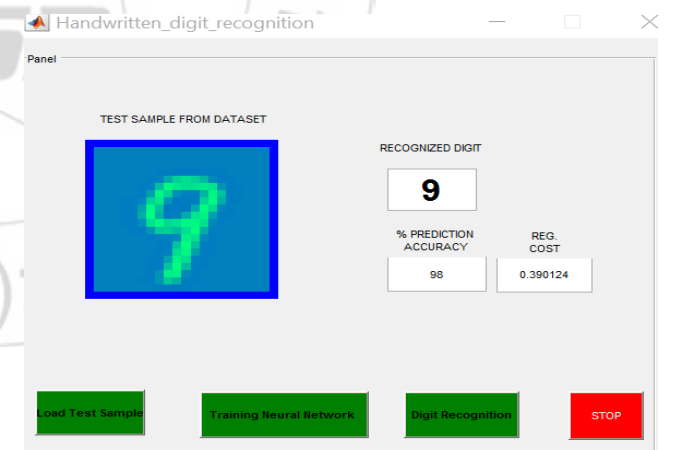 Handwritten_digit_recognition
Panel
TEST SAMPLE FROM DATASET
9
RECOGNIZED DIGIT
9
% PREDICTION
ACCURACY
98
REG.
COST
0.390124
Load Test Sample
Training Neural Network
Digit Recognition
STOP